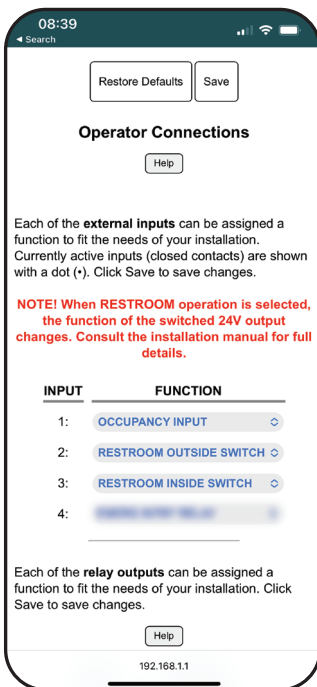 08:39
◀ Search
Restore Defaults Save
Operator Connections
Help
Each of the external inputs can be assigned a
function to fit the needs of your installation.
Currently active inputs (closed contacts) are shown
with a dot (•). Click Save to save changes.
NOTE! When RESTROOM operation is selected,
the function of the switched 24V output
changes. Consult the installation manual for full
details.
INPUT FUNCTION
1: OCCUPANCY INPUT
2: RESTROOM OUTSIDE SWITCH
3: RESTROOM INSIDE SWITCH
4:
Each of the relay outputs can be assigned a
function to fit the needs of your installation. Click
Save to save changes.
Help
192.168.1.1